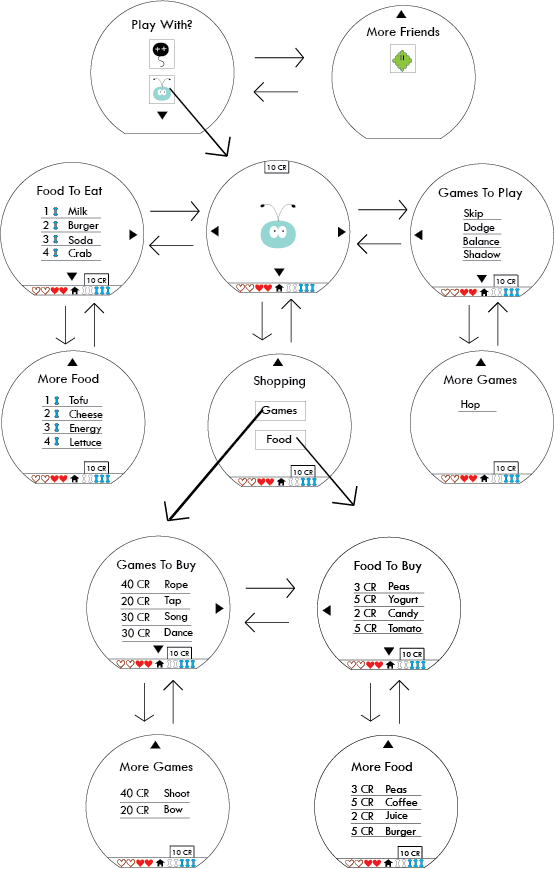 Play With?
More Friends
Food To Eat
1 Milk
2 Burger
3 Soda
4 Crab
10 CR
10 CR
Games To Play
Skip
Dodge
Balance
Shadow
10 CR
More Food
1 Tofu
2 Cheese
3 Energy
4 Lettuce
10 CR
Shopping
Games
Food
10 CR
More Games
Hop
10 CR
Games To Buy
40 CR Rope
20 CR Tap
30 CR Song
30 CR Dance
10 CR
Food To Buy
3 CR Peas
5 CR Yogurt
2 CR Candy
5 CR Tomato
10 CR
More Games
40 CR Shoot
20 CR Bow
10 CR
More Food
3 CR Peas
5 CR Coffee
2 CR Juice
5 CR Burger
10 CR